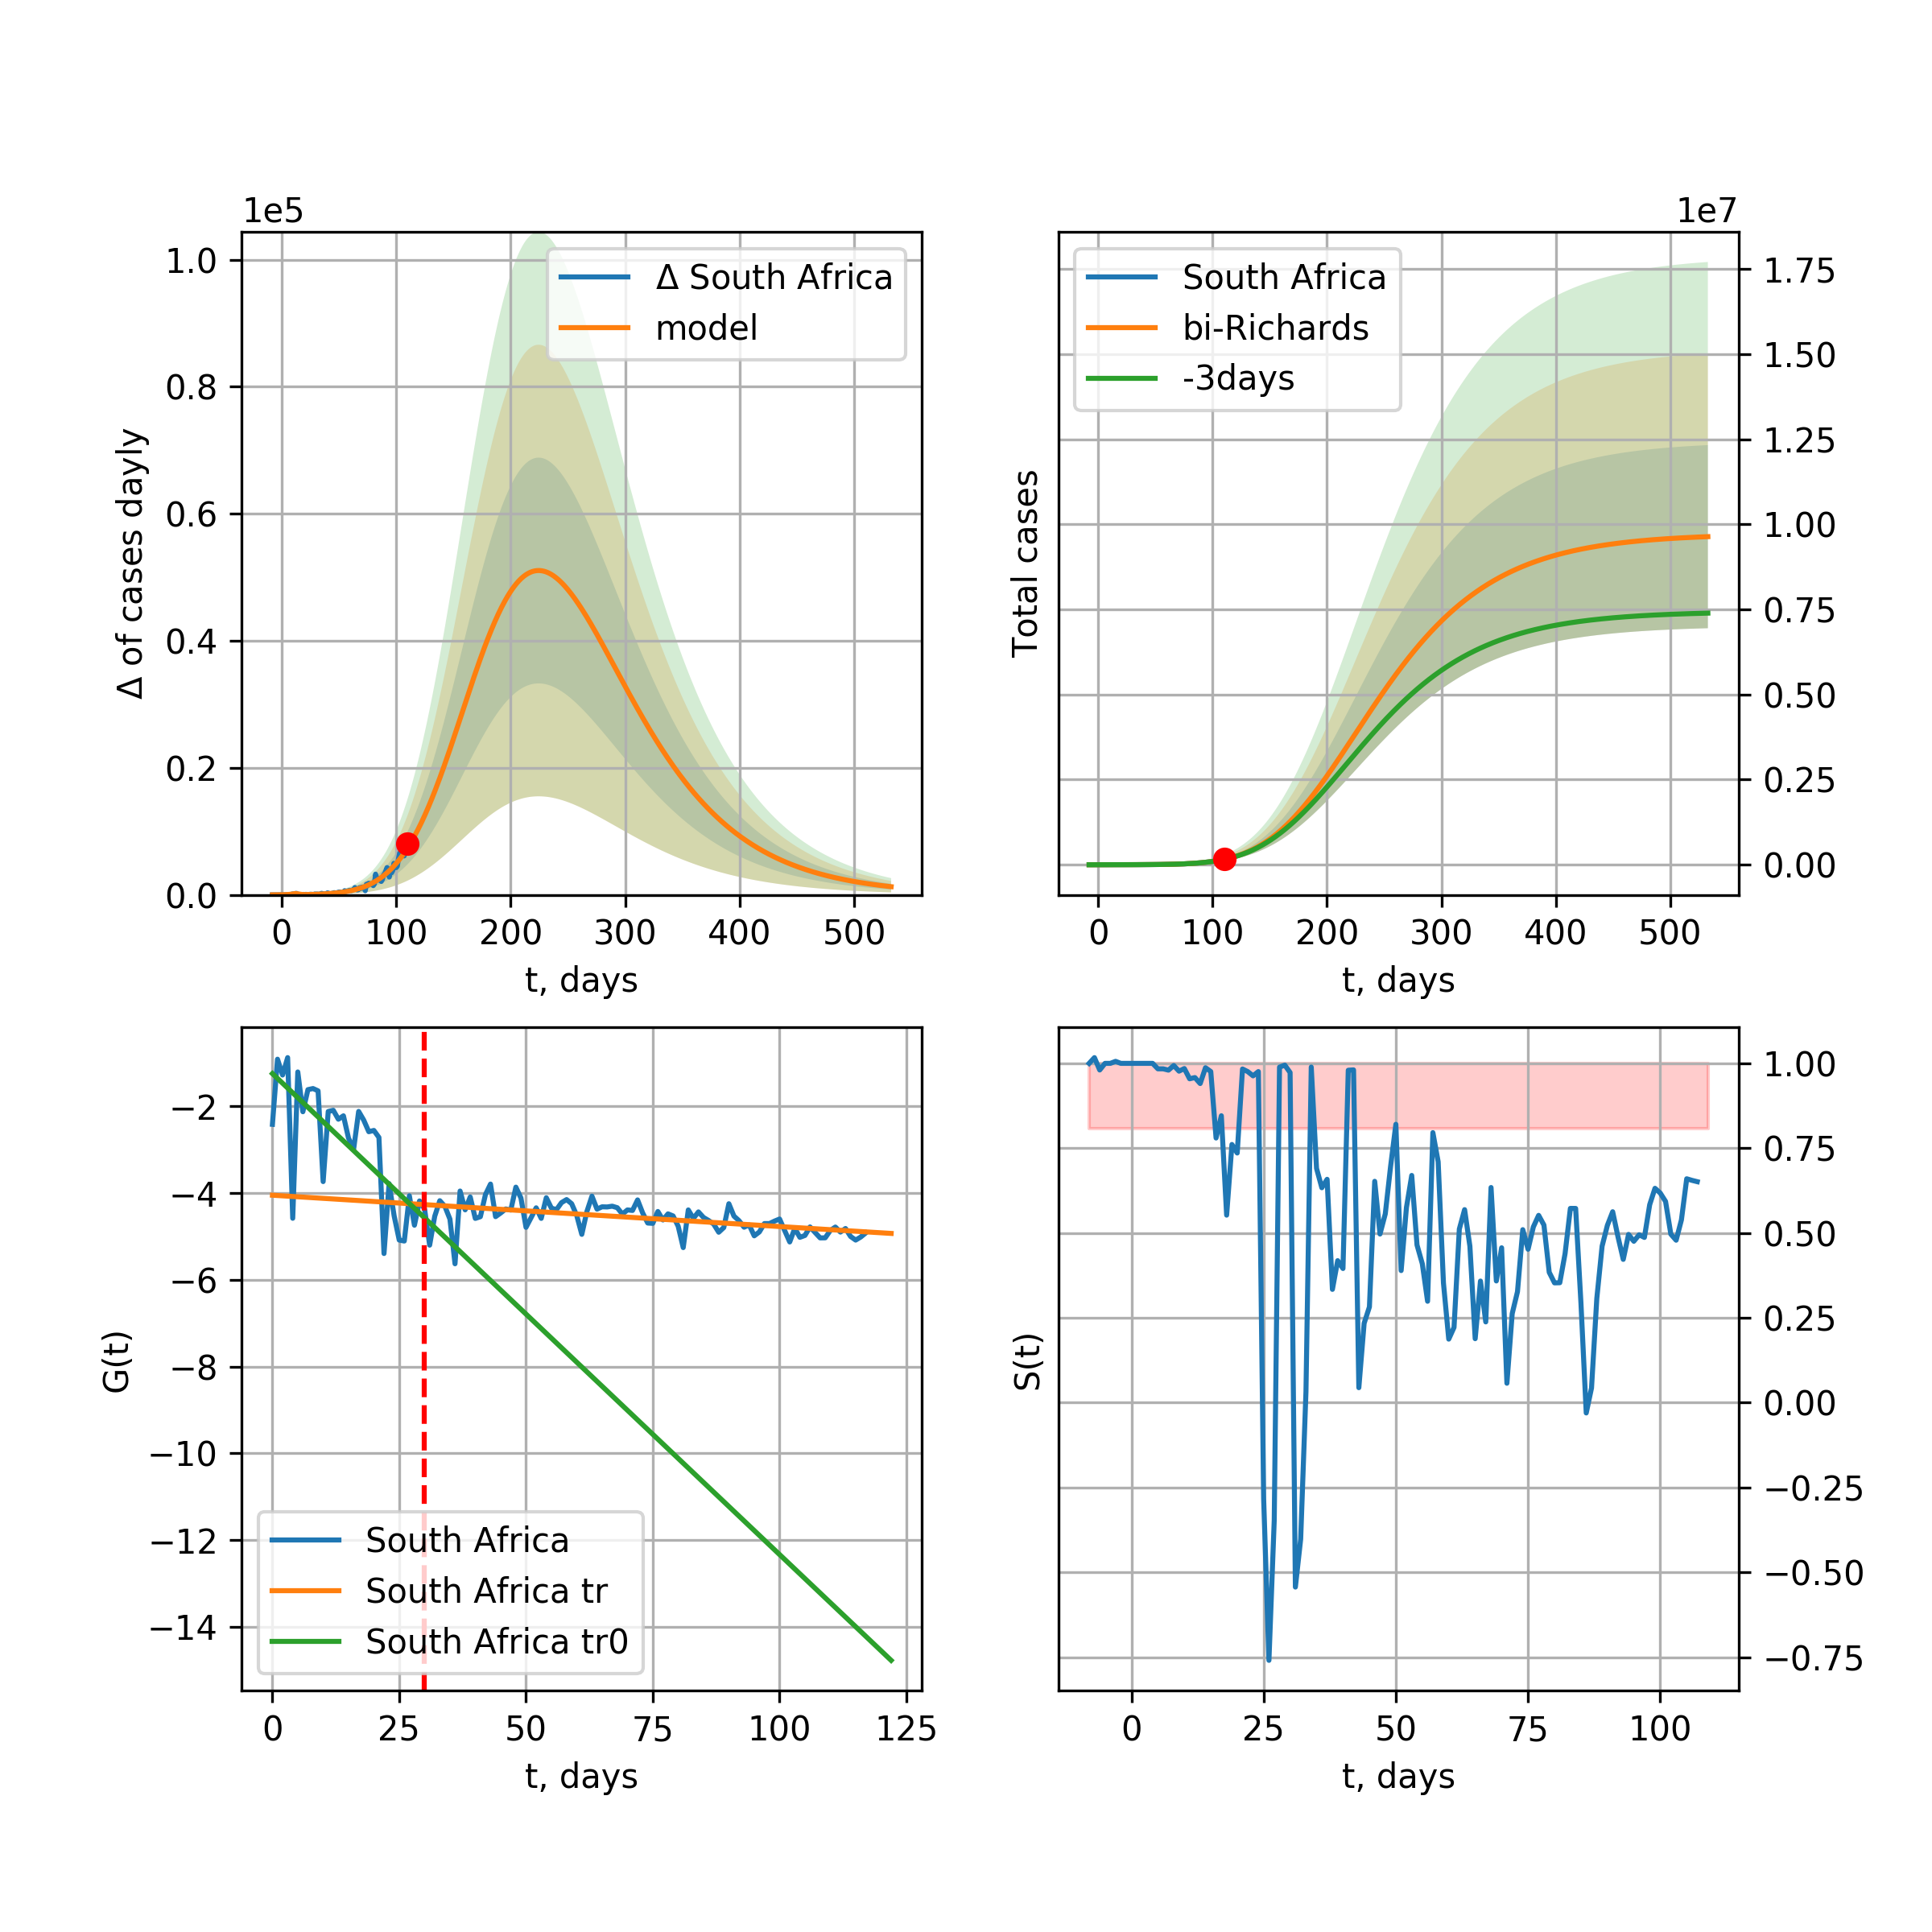 1e5
1.0
0.8
0.6
0.4
0.2
0.0
Δ of cases dayly
Δ South Africa
model
0 100 200 300 400 500
t, days
1e7
South Africa
bi-Richards
-3days
Total cases
1.75
1.50
1.25
1.00
0.75
0.50
0.25
0.00
0 100 200 300 400 500
t, days
−2
−4
−6
−8
−10
−12
−14
G(t)
South Africa
South Africa tr
South Africa tr0
0 25 50 75 100 125
t, days
S(t)
1.00
0.75
0.50
0.25
0.00
−0.25
−0.50
−0.75
0 25 50 75 100
t, days